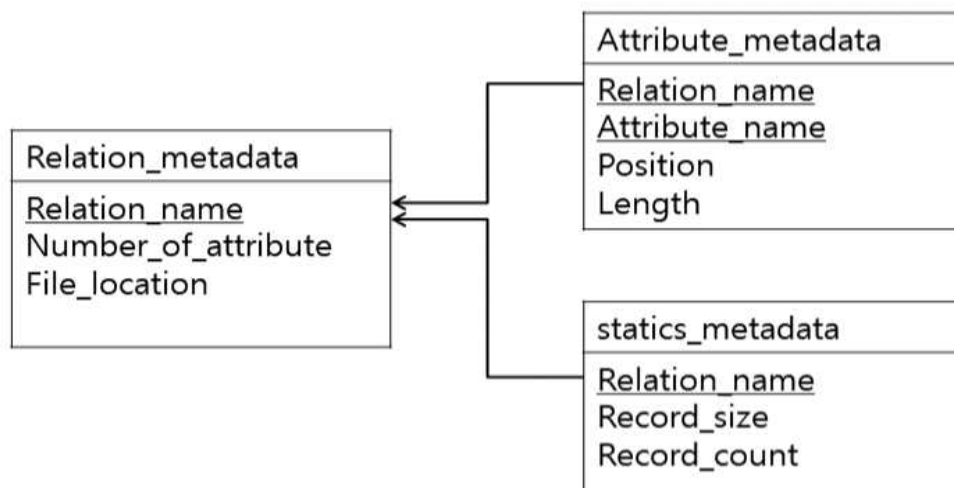 Relation_metadata
Relation_name
Number_of_attribute
File_location
Attribute_metadata
Relation_name
Attribute_name
Position
Length
statics_metadata
Relation_name
Record_size
Record_count